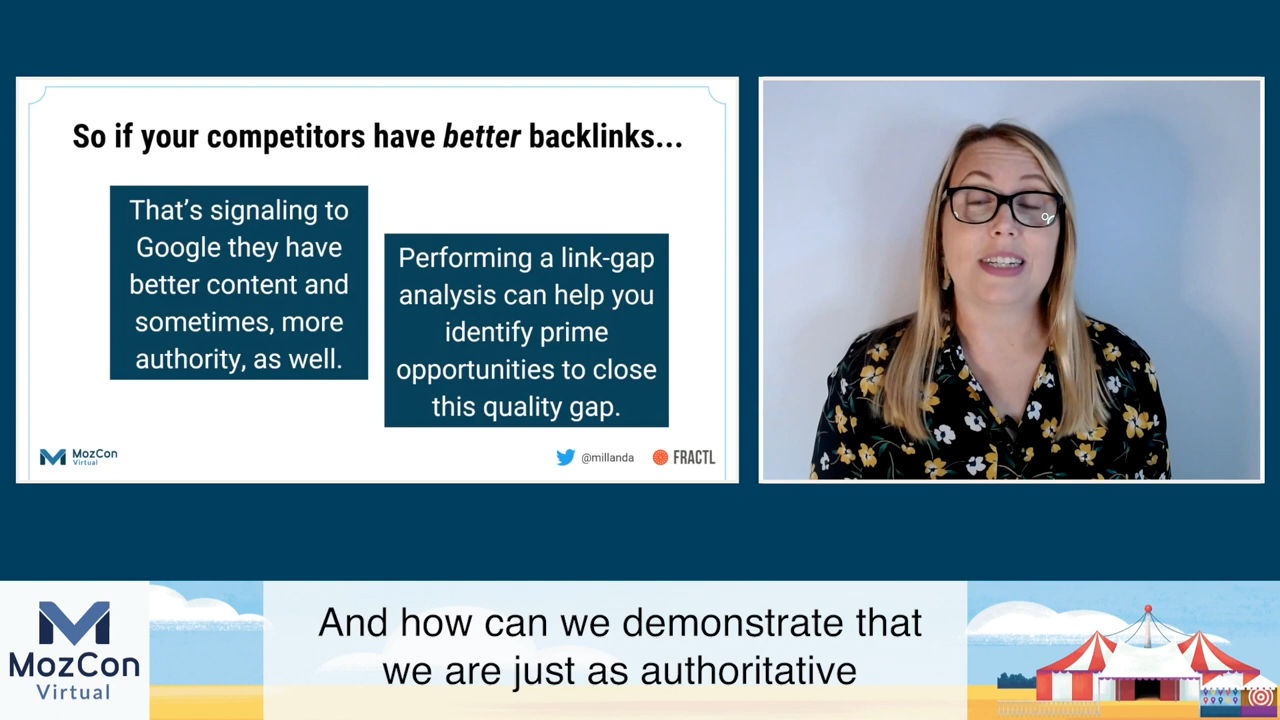 So if your competitors have better backlinks...
That's signaling to
Google they have
better content and
sometimes, more
authority, as well.
Performing a link-gap
analysis can help you
identify prime
opportunities to close
this quality gap.
MozCon
Virtual
@millanda
FRACTL
MozCon
Virtual
And how can we demonstrate that
we are just as authoritative